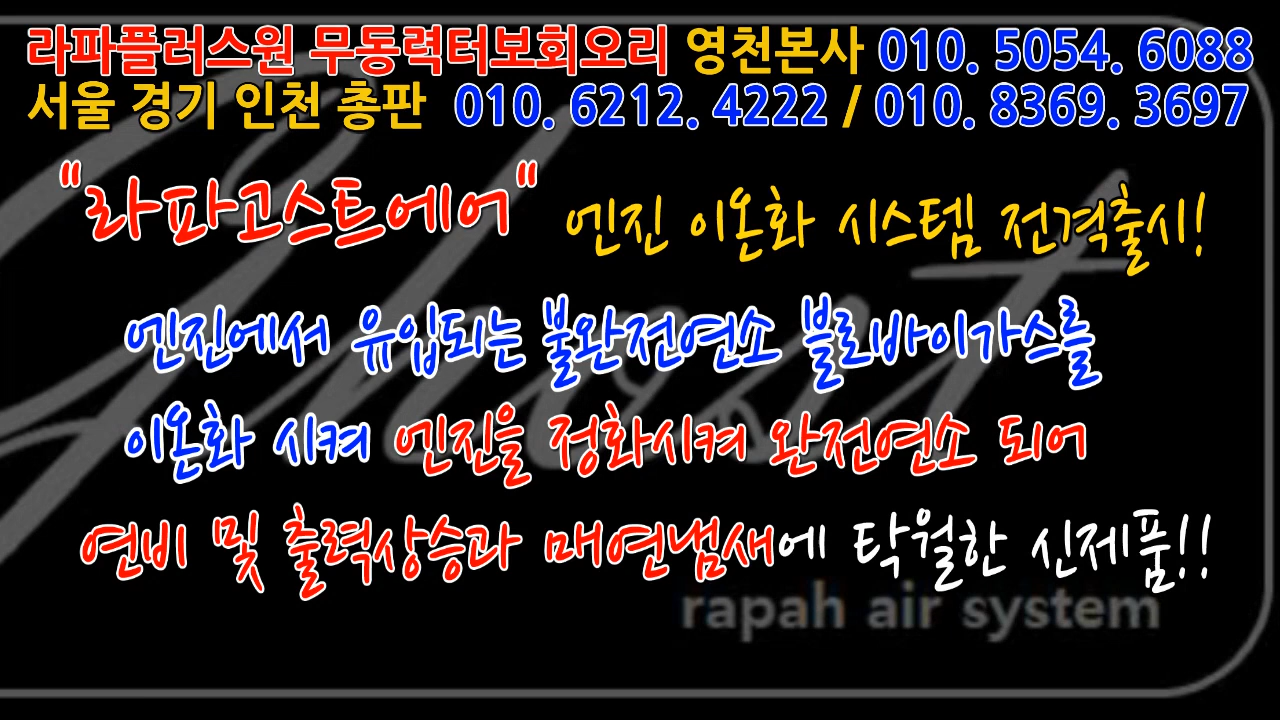 라파플러스원 무동력터보회오리 영천본사 010. 5054. 6088
서울 경기 인천 총판 010. 6212. 4222 / 010. 8369. 3697
"라파고스트에어" 엔진 이온화 시스템 전격출시!
엔진에서 유입되는 불완전연소 블로바이가스를
이온화 시켜 엔진을 정화시켜 완전연소 되어
연비 및 출력상승과 매연냄새에 탁월한 신제품!!
Ghost
rapah air system